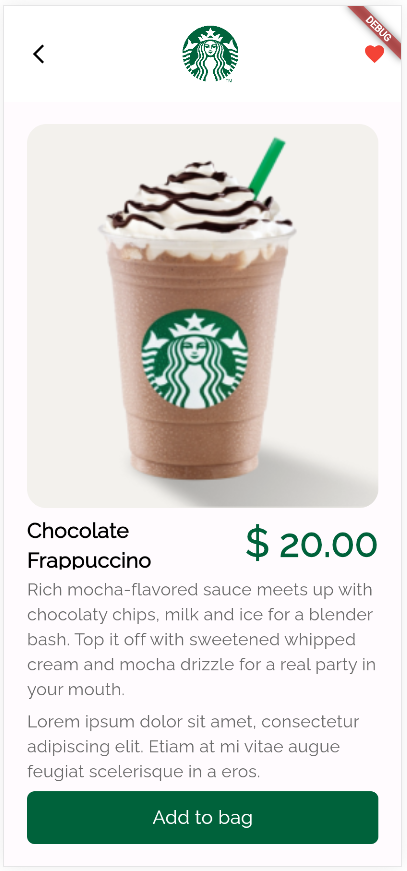 DEBUG
Chocolate
Frappuccino
$ 20.00
Rich mocha-flavored sauce meets up with
chocolaty chips, milk and ice for a blender
bash. Top it off with sweetened whipped
cream and mocha drizzle for a real party in
your mouth.
Lorem ipsum dolor sit amet, consectetur
adipiscing elit. Etiam at mi vitae augue
feugiat scelerisque in a eros.
Add to bag